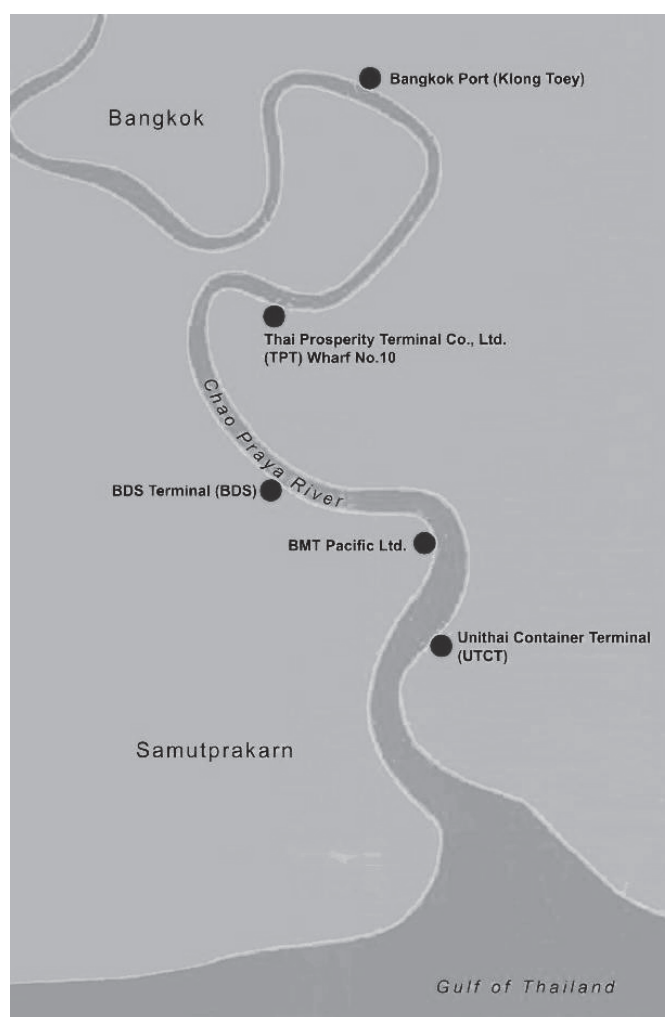 Bangkok Port (Klong Toey)
Bangkok
Thai Prosperity Terminal Co., Ltd.
(TPT) Wharf No.10
Chao Praya River
BDS Terminal (BDS)
BMT Pacific Ltd.
Unithai Container Terminal
(UTCT)
Samutprakarn
Gulf of Thailand